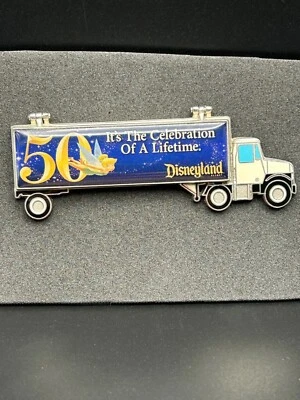 50
It's The Celebration
Of A Lifetime.
Disneyland